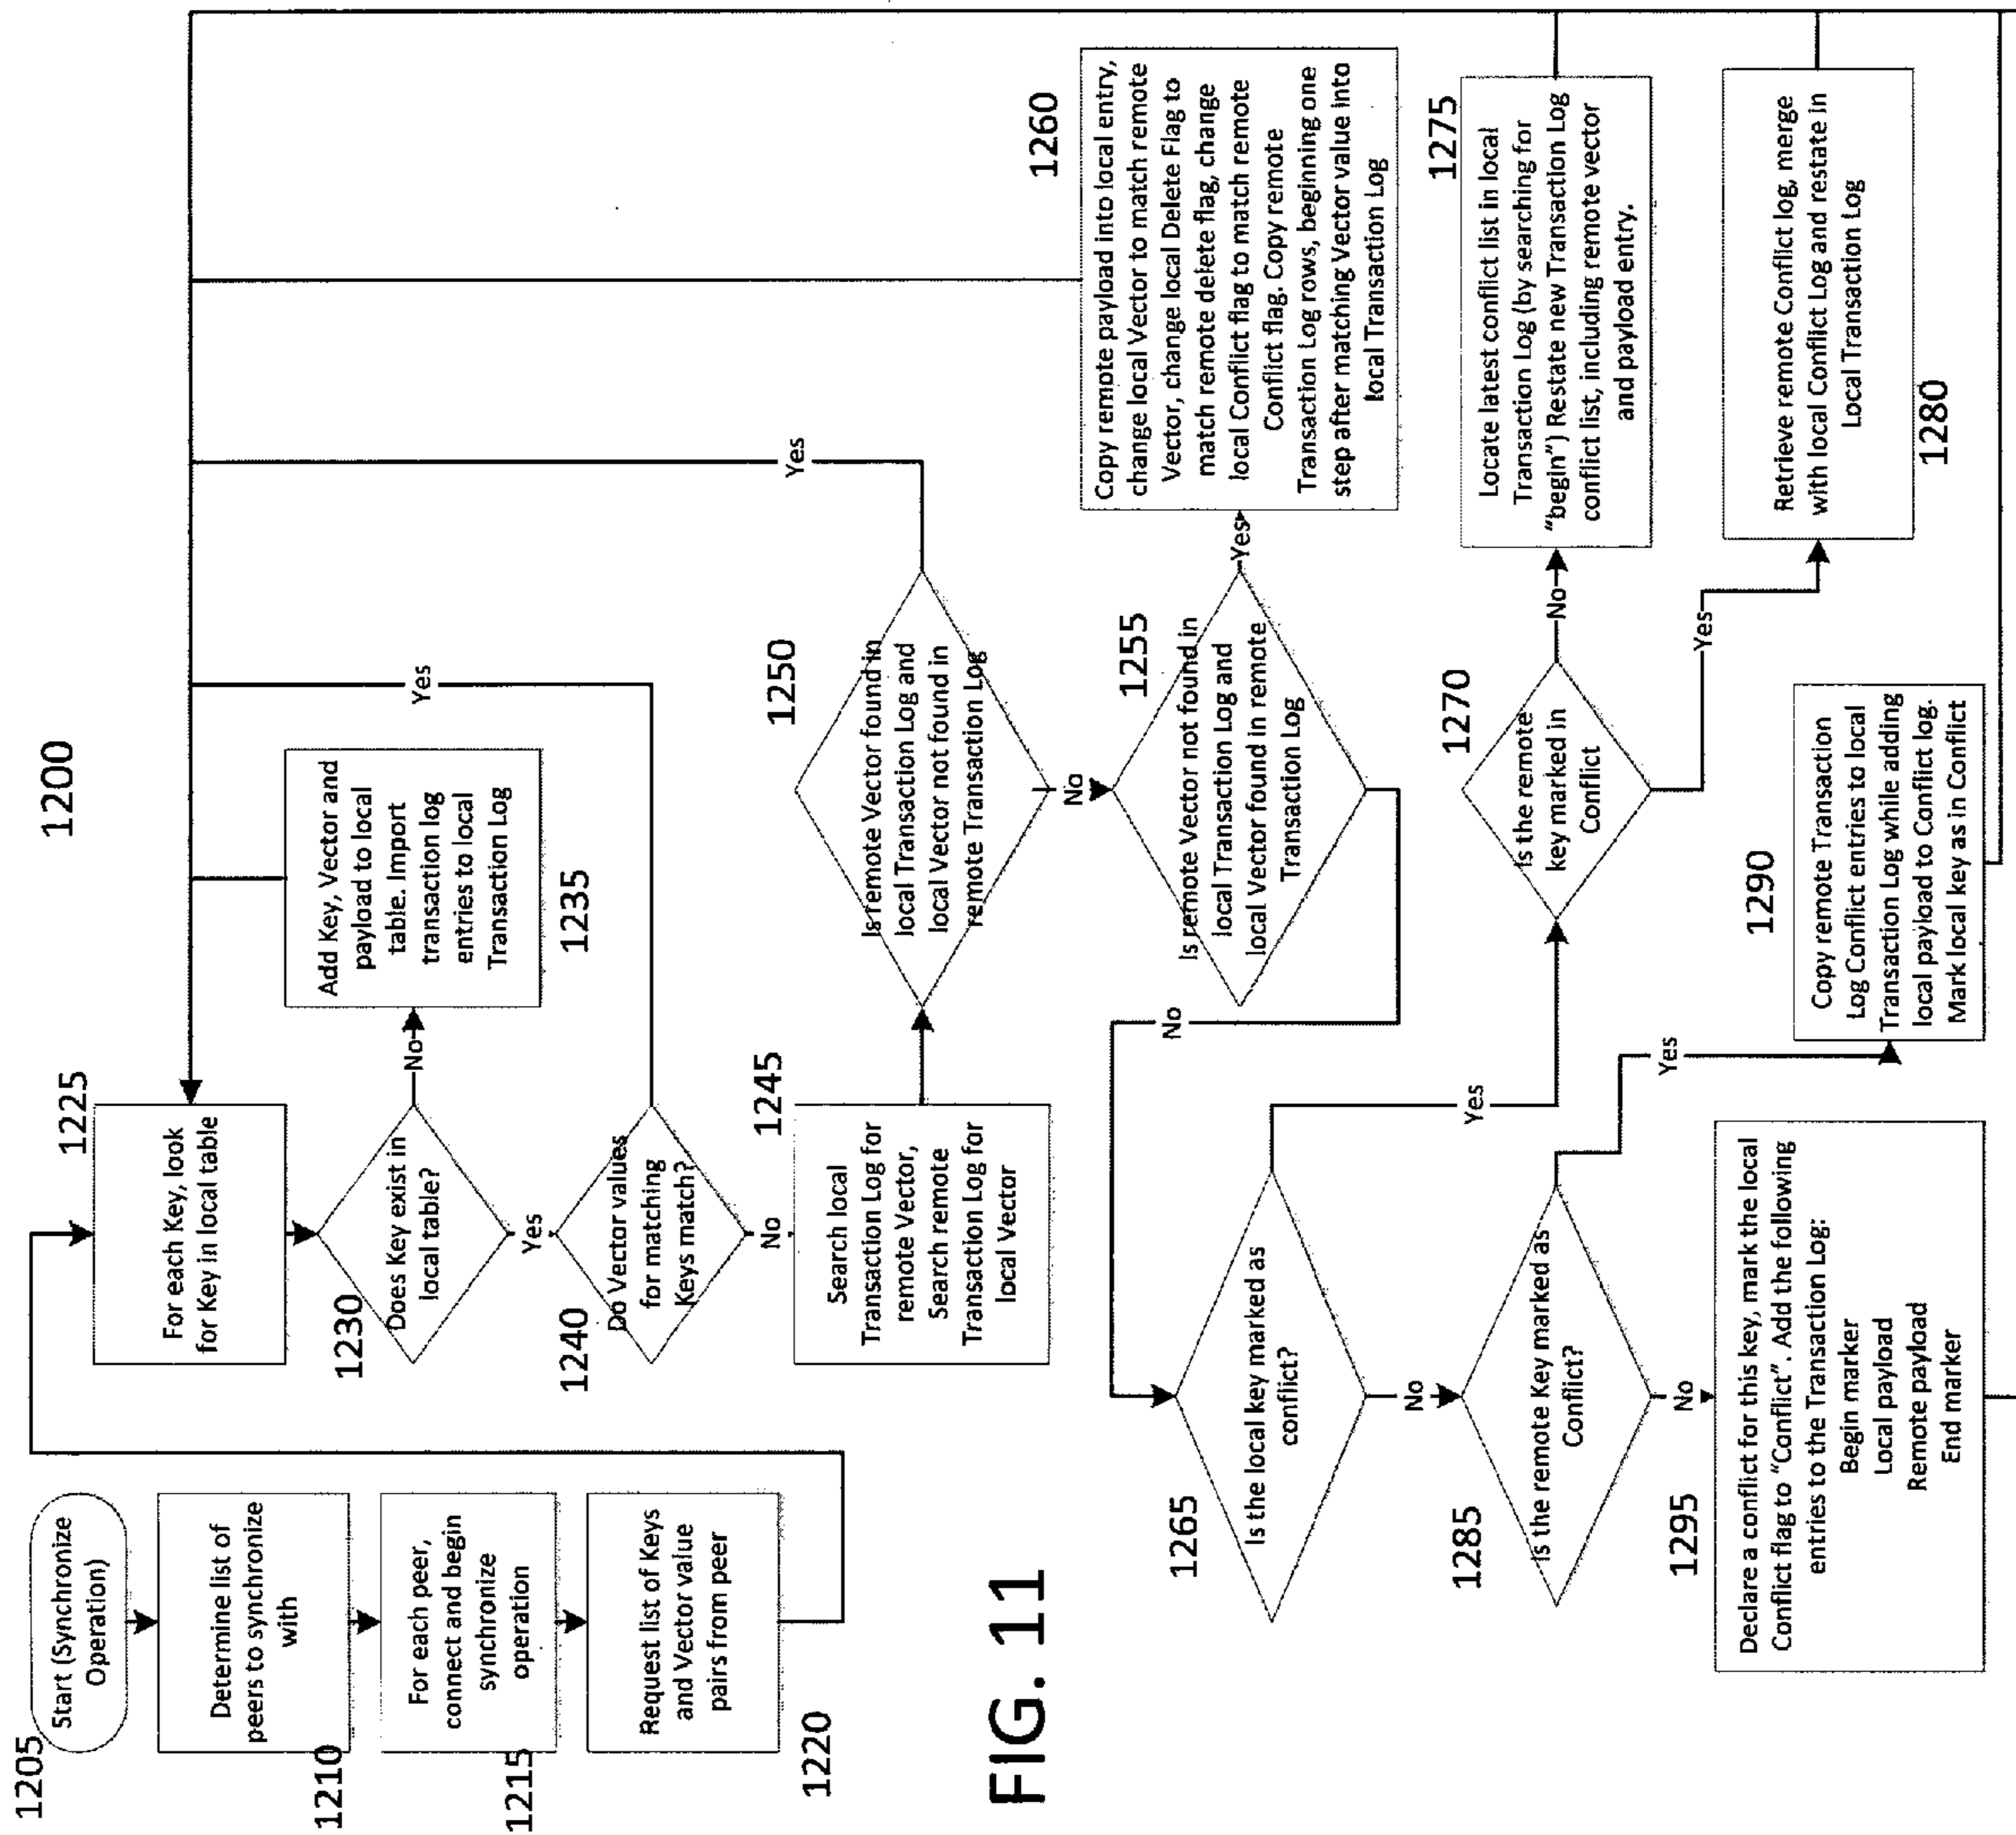 1200
1205
Start (Synchronize
Operation)
1210
Determine list of
peers to synchronize
with
1215
For each peer,
connect and begin
synchronize
operation
1220
Request list of Keys
and Vector value
pairs from peer
1225
For each Key, look
for Key in local table
1230
Does Key exist in
local table?
No
Yes
1235
Add Key, Vector and
payload to local
table. Import
transaction log
entries to local
Transaction Log
1240
Do Vector values
for matching
Keys match?
Yes
No
1245
Search local
Transaction Log for
remote Vector,
Search remote
Transaction Log for
local Vector
1250
Is remote Vector found in
local Transaction Log and
local Vector not found in
remote Transaction Log
Yes
No
1255
Is remote Vector not found in
local Transaction Log and
local Vector found in remote
Transaction Log
Yes
No
1260
Copy remote payload into local entry,
change local Vector to match remote
Vector, change local Delete Flag to
match remote delete flag, change
local Conflict flag to match remote
Conflict flag. Copy remote
Transaction Log rows, beginning one
step after matching Vector value into
local Transaction Log
1265
Is the local key marked as
conflict?
Yes
No
1270
Is the remote
key marked in
Conflict
No
Yes
1275
Locate latest conflict list in local
Transaction Log (by searching for
"begin") Restate new Transaction Log
conflict list, including remote vector
and payload entry.
1280
Retrieve remote Conflict log, merge
with local Conflict Log and restate in
Local Transaction Log
1285
Is the remote Key marked as
Conflict?
Yes
No
1290
Copy remote Transaction
Log Conflict entries to local
Transaction Log while adding
local payload to Conflict log.
Mark local key as in Conflict
1295
Declare a conflict for this key, mark the local
Conflict flag to "Conflict". Add the following
entries to the Transaction Log:
Begin marker
Local payload
Remote payload
End marker
FIG. 11